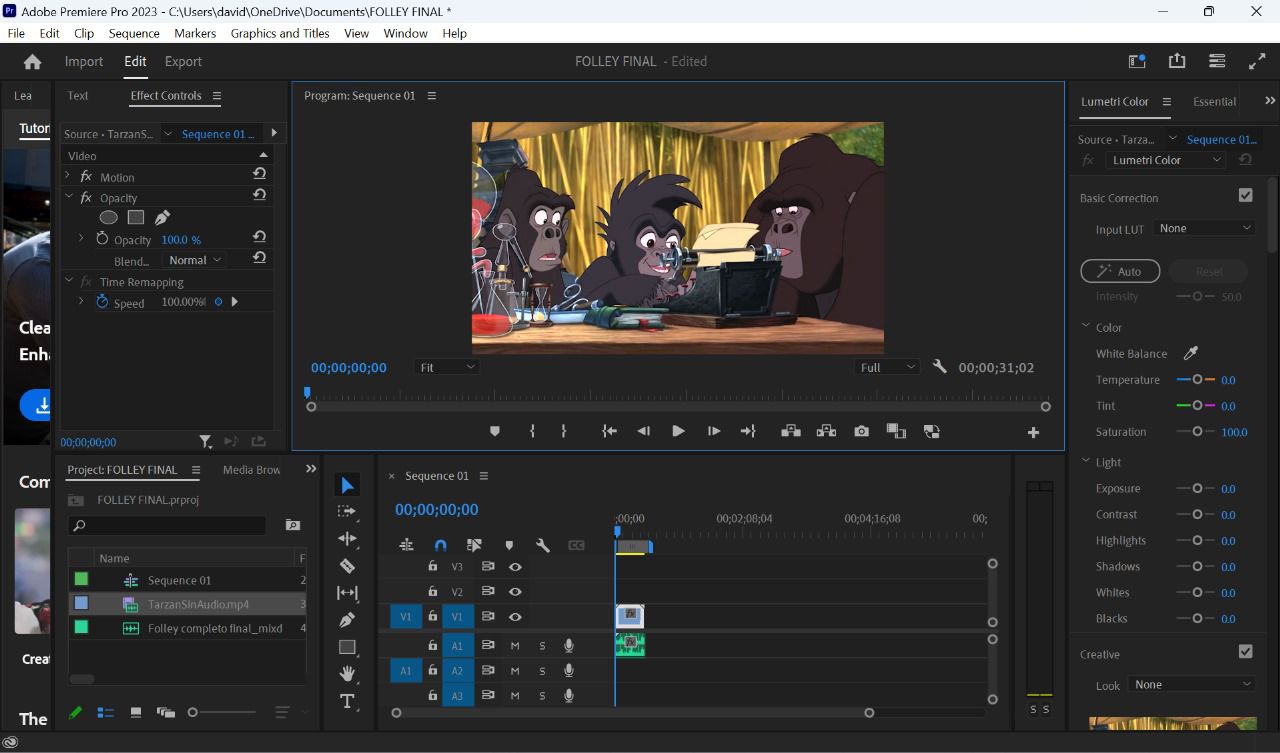 Pr Adobe Premiere Pro 2023 - C:\Users\david\OneDrive\Documents\FOLLEY FINAL *
File Edit Clip Sequence Markers Graphics and Titles View Window Help
Import Edit Export FOLLEY FINAL - Edited
Lea Text Effect Controls
Tutor
Source • TarzanS... Sequence 01 ...
Video
fx Motion
fx Opacity
Opacity 100.0 %
Blend... Normal
fx Time Remapping
Speed 100.00%
00;00;00;00
Clea
Enha
Com
Creat
The
Program: Sequence 01
00;00;00;00 Fit Full 00;00;31;02
Lumetri Color Essential
Source • Tarza... Sequence 01...
fx Lumetri Color
Basic Correction
Input LUT None
Auto Reset
Intensity 50.0
Color
White Balance
Temperature 0.0
Tint 0.0
Saturation 100.0
Light
Exposure 0.0
Contrast 0.0
Highlights 0.0
Shadows 0.0
Whites 0.0
Blacks 0.0
Creative
Look None
Project: FOLLEY FINAL Media Brow
FOLLEY FINAL.prproj
Name F
Sequence 01 2
TarzanSinAudio.mp4 3
Folley completo final_mixd 4
T
× Sequence 01
00;00;00;00
;00;00 00;02;08;04 00;04;16;08 00;
CC
V3
V2
V1 V1 fx
A1 M S fx
A1 A2 M S
A3 M S
S S